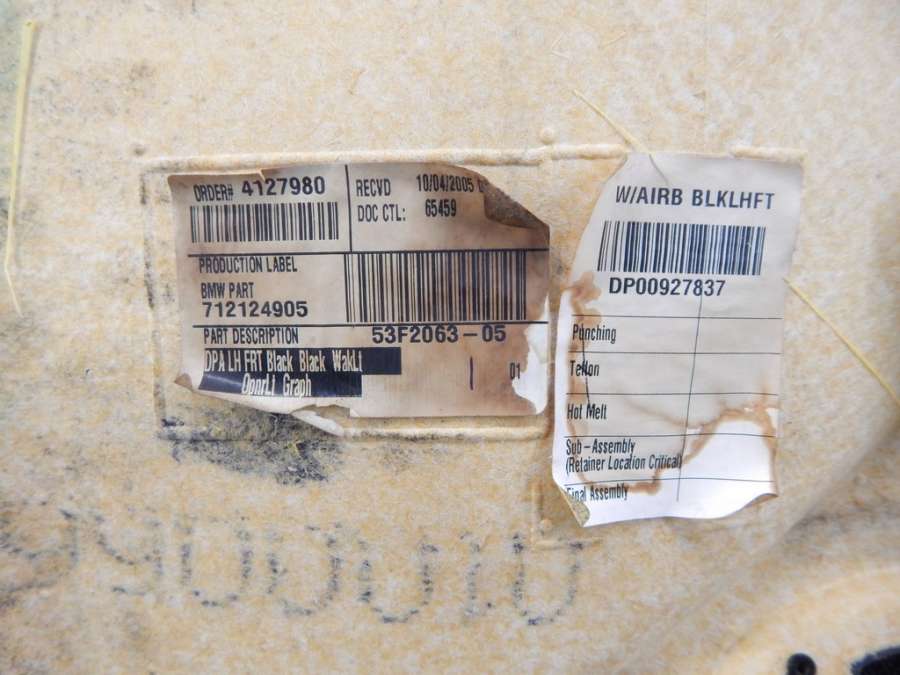 ORDER# 4127980
RECVD 10/04/2005
DOC CTL: 65459
PRODUCTION LABEL
BMW PART
712124905
PART DESCRIPTION 53F2063-05
DPA LH FRT Black Black WakLt
OpnrLi Graph
01
W/AIRB BLKLHFT
DP00927837
Punching
Teflon
Hot Melt
Sub-Assembly
(Retainer Location Critical)
Final Assembly